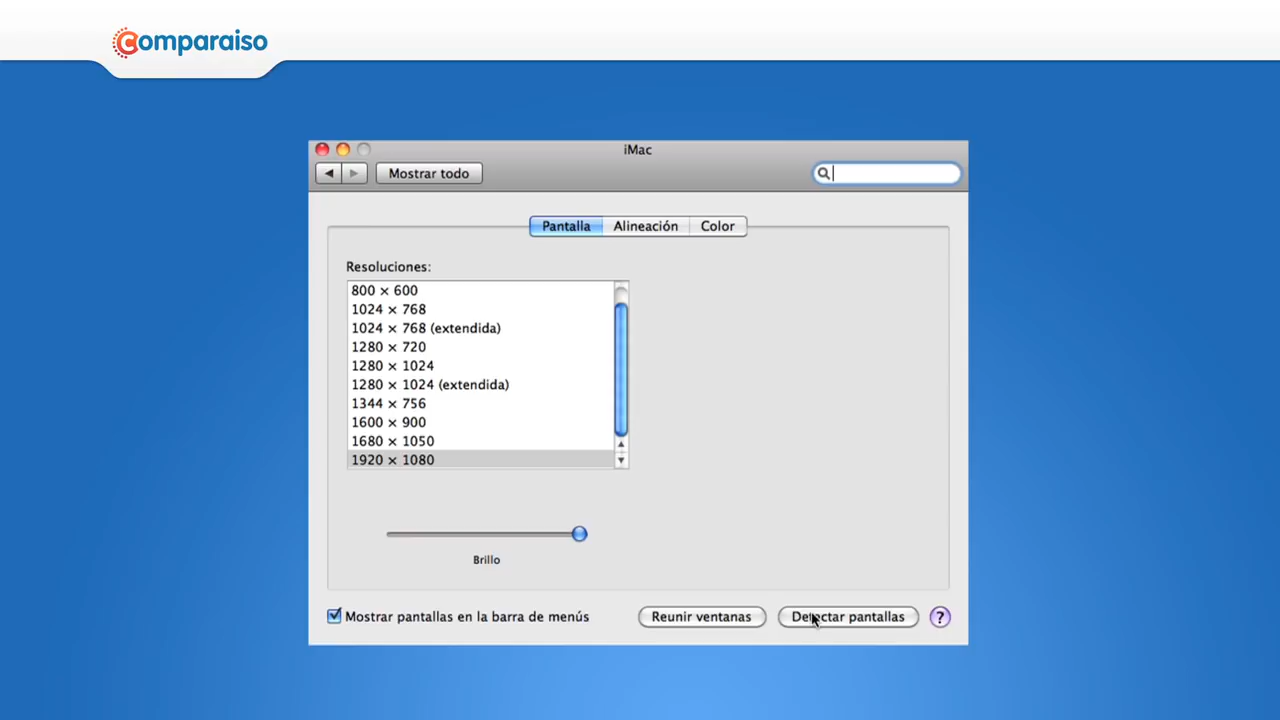 comparaiso
iMac
Mostrar todo
Pantalla Alineación Color
Resoluciones:
800 × 600
1024 × 768
1024 × 768 (extendida)
1280 × 720
1280 × 1024
1280 × 1024 (extendida)
1344 × 756
1600 × 900
1680 × 1050
1920 × 1080
Brillo
Mostrar pantallas en la barra de menús Reunir ventanas Detectar pantallas ?